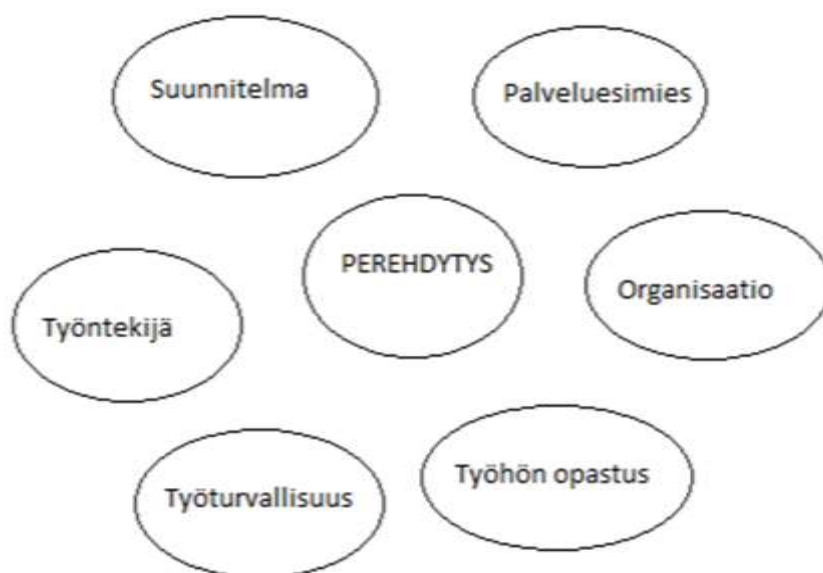 Suunnitelma
Palveluesimies
PEREHDYTYS
Organisaatio
Työntekijä
Työhön opastus
Työturvallisuus